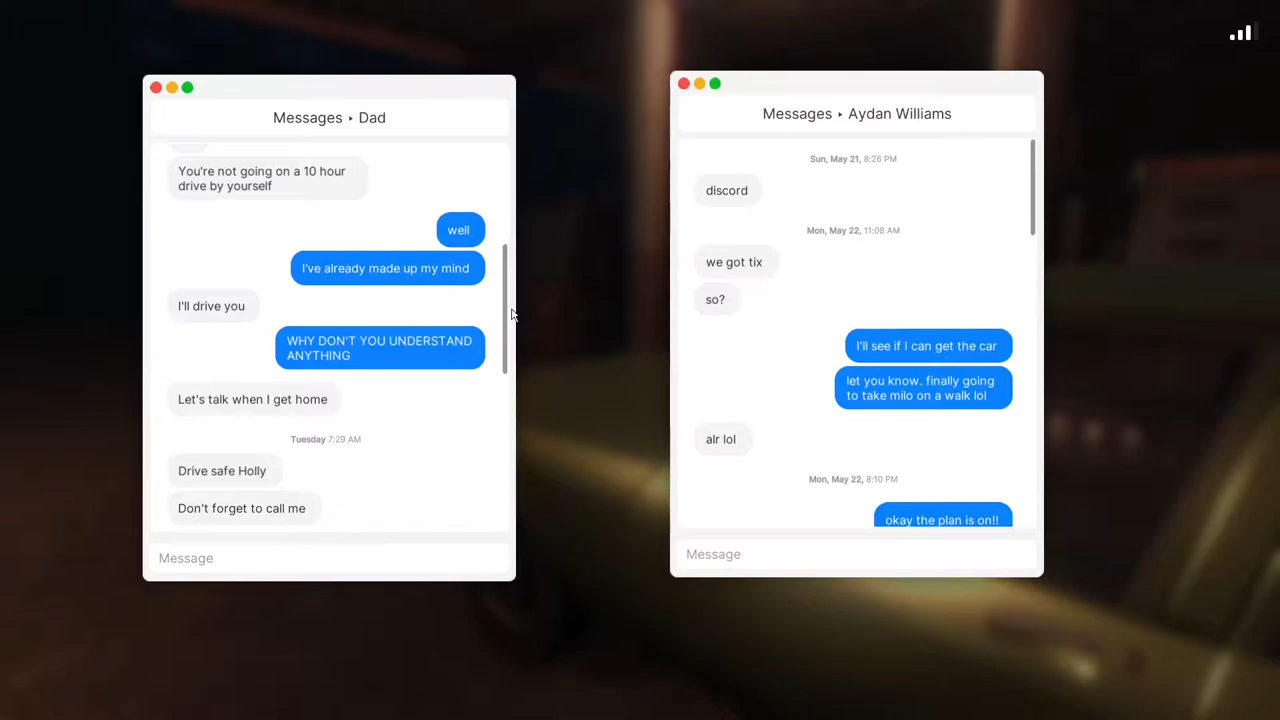 Messages ‣ Dad
You're not going on a 10 hour
drive by yourself
well
I've already made up my mind
I'll drive you
WHY DON'T YOU UNDERSTAND
ANYTHING
Let's talk when I get home
Tuesday 7:29 AM
Drive safe Holly
Don't forget to call me
Message
Messages ‣ Aydan Williams
Sun, May 21, 8:26 PM
discord
Mon, May 22, 11:08 AM
we got tix
so?
I'll see if I can get the car
let you know. finally going
to take milo on a walk lol
alr lol
Mon, May 22, 8:10 PM
okay the plan is on!!
Message